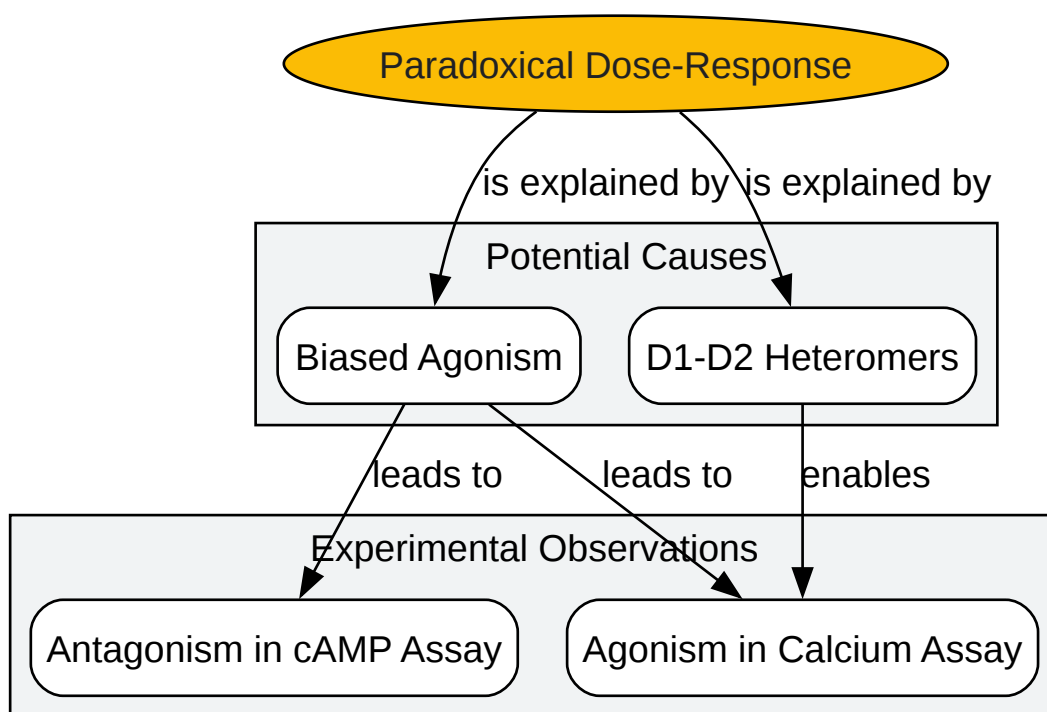 Paradoxical Dose-Response
is explained by
is explained by
Potential Causes
Biased Agonism
D1-D2 Heteromers
leads to
leads to
enables
Experimental Observations
Antagonism in cAMP Assay
Agonism in Calcium Assay